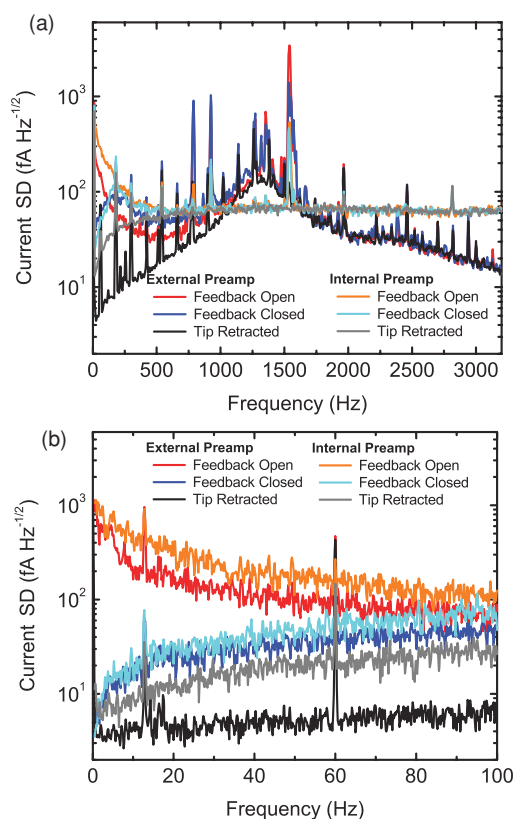 (a)
10³
10²
10¹
Current SD (fA Hz⁻¹/²)
External Preamp Internal Preamp
Feedback Open Feedback Open
Feedback Closed Feedback Closed
Tip Retracted Tip Retracted
0 500 1000 1500 2000 2500 3000
Frequency (Hz)
(b)
External Preamp Internal Preamp
Feedback Open Feedback Open
Feedback Closed Feedback Closed
Tip Retracted Tip Retracted
10³
10²
10¹
Current SD (fA Hz⁻¹/²)
0 20 40 60 80 100
Frequency (Hz)